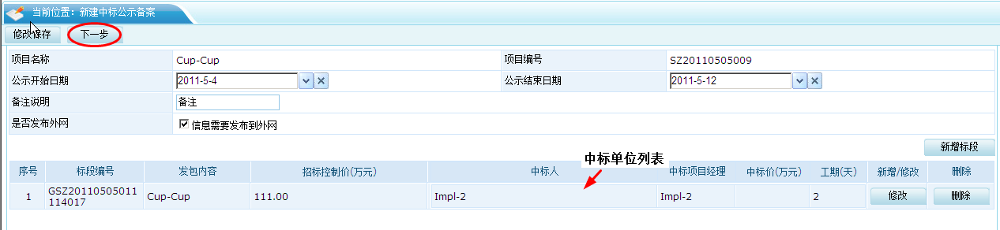 当前位置：新建中标公示备案
修改保存 下一步
项目名称 Cup-Cup 项目编号 SZ20110505009
公示开始日期 2011-5-4 公示结束日期 2011-5-12
备注说明 备注
是否发布外网 信息需要发布到外网
新增标段
中标单位列表
序号 标段编号 发包内容 招标控制价(万元) 中标人 中标项目经理 中标价(万元) 工期(天) 新增/修改 删除
1 GSZ20110505011 Cup-Cup 111.00 Impl-2 Impl-2 2 修改 删除
114017